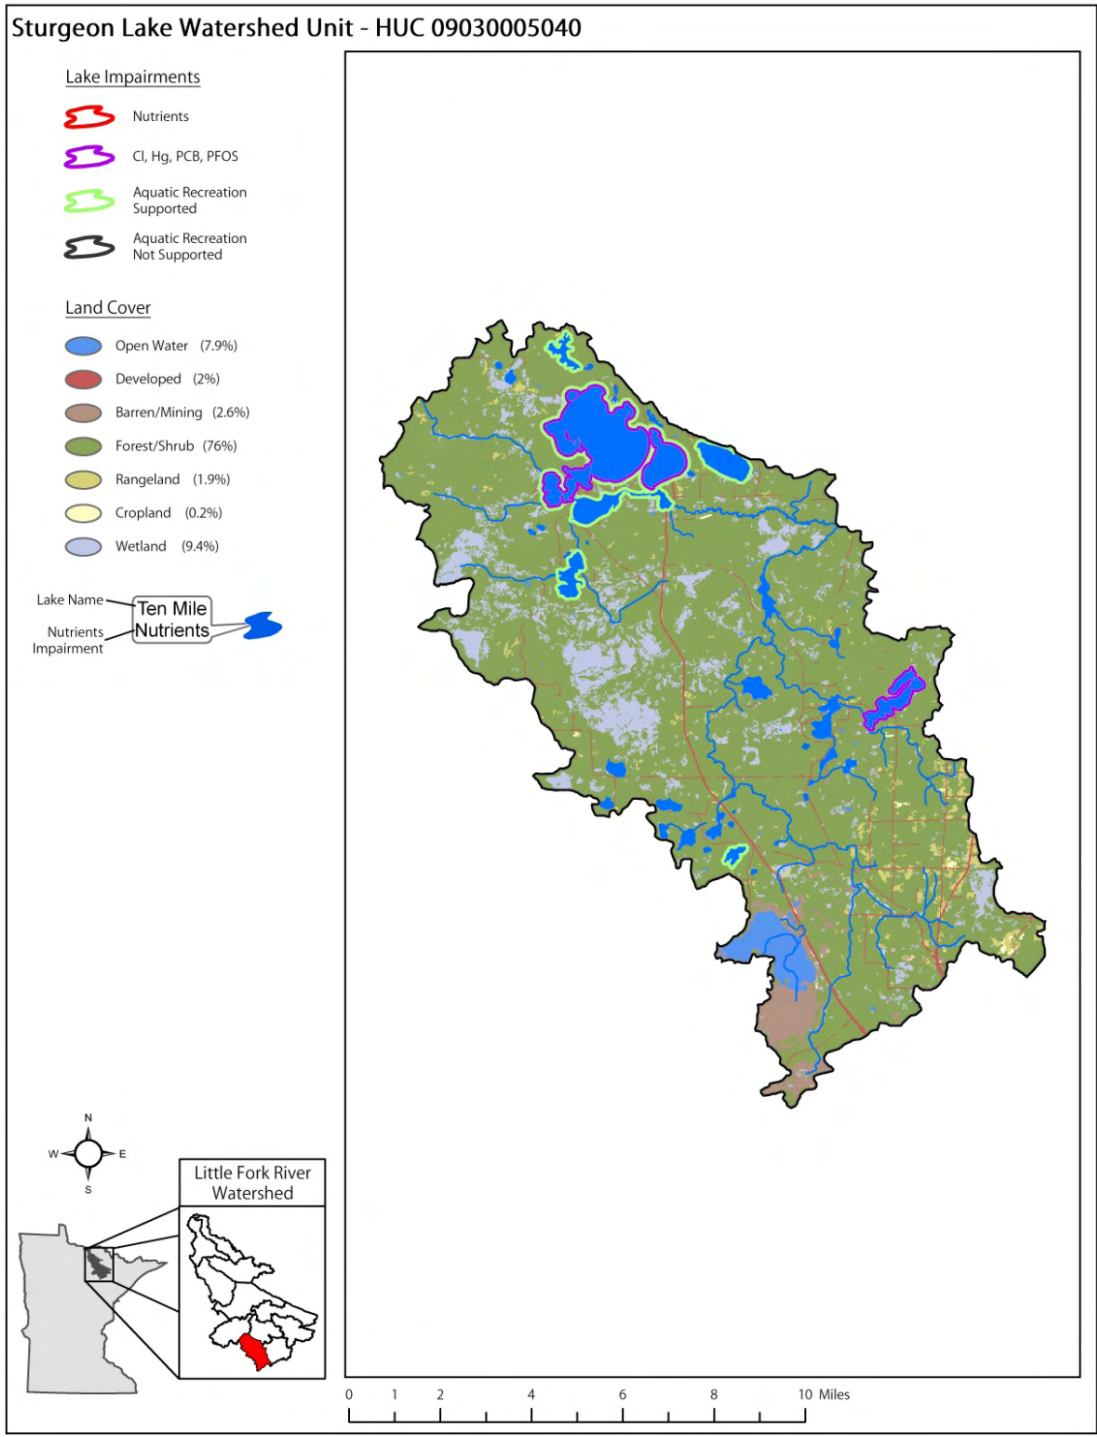 Sturgeon Lake Watershed Unit - HUC 09030005040
Lake Impairments
Nutrients
Cl, Hg, PCB, PFOS
Aquatic Recreation
Supported
Aquatic Recreation
Not Supported
Land Cover
Open Water (7.9%)
Developed (2%)
Barren/Mining (2.6%)
Forest/Shrub (76%)
Rangeland (1.9%)
Cropland (0.2%)
Wetland (9.4%)
Lake Name
Ten Mile
Nutrients
Nutrients
Impairment
N
W E
S
Little Fork River
Watershed
0 1 2 4 6 8 10 Miles